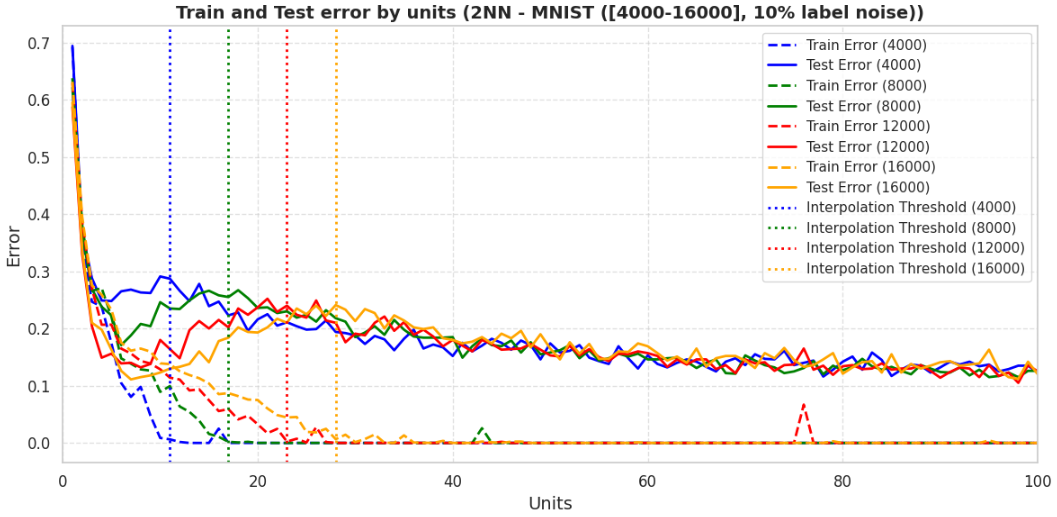 Train and Test error by units (2NN - MNIST ([4000-16000], 10% label noise))
Error
0.7
0.6
0.5
0.4
0.3
0.2
0.1
0.0
Train Error (4000)
Test Error (4000)
Train Error (8000)
Test Error (8000)
Train Error 12000)
Test Error (12000)
Train Error (16000)
Test Error (16000)
Interpolation Threshold (4000)
Interpolation Threshold (8000)
Interpolation Threshold (12000)
Interpolation Threshold (16000)
0 20 40 60 80 100
Units